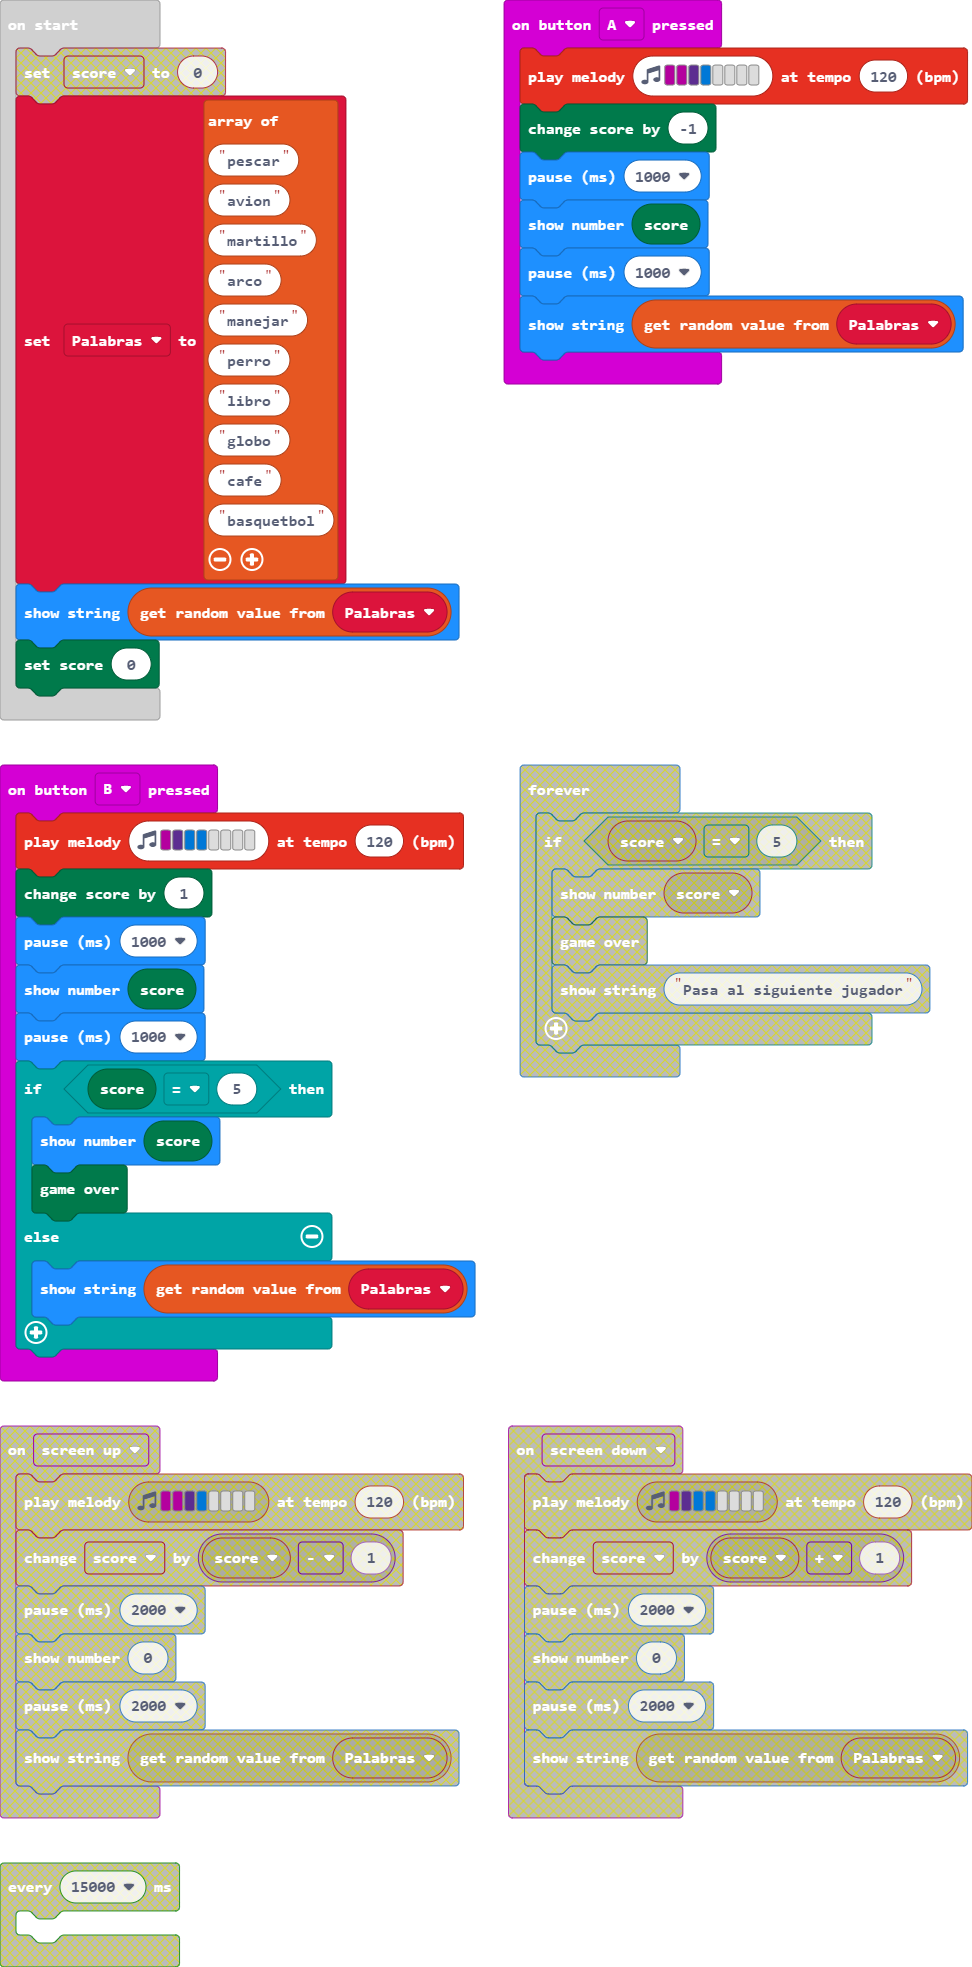 on start
set score to 0
set Palabras to
array of
"pescar"
"avion"
"martillo"
"arco"
"manejar"
"perro"
"libro"
"globo"
"cafe"
"basquetbol"
show string get random value from Palabras
set score 0
on button A pressed
play melody at tempo 120 (bpm)
change score by -1
pause (ms) 1000
show number score
pause (ms) 1000
show string get random value from Palabras
on button B pressed
play melody at tempo 120 (bpm)
change score by 1
pause (ms) 1000
show number score
pause (ms) 1000
if score = 5 then
show number score
game over
else
show string get random value from Palabras
forever
if score = 5 then
show number score
game over
show string "Pasa al siguiente jugador"
on screen up
play melody at tempo 120 (bpm)
change score by score - 1
pause (ms) 2000
show number 0
pause (ms) 2000
show string get random value from Palabras
on screen down
play melody at tempo 120 (bpm)
change score by score + 1
pause (ms) 2000
show number 0
pause (ms) 2000
show string get random value from Palabras
every 15000 ms